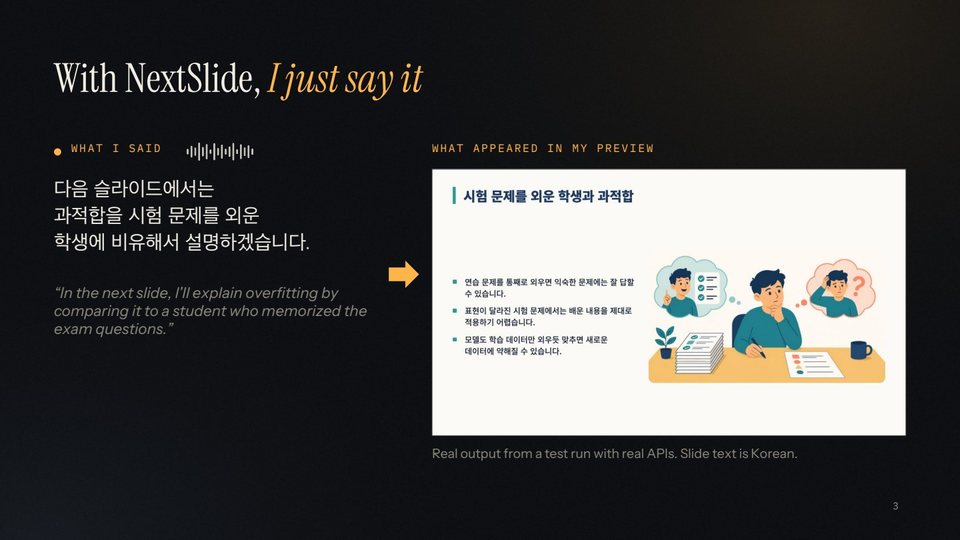 With NextSlide, I just say it
WHAT I SAID
다음 슬라이드에서는
과적합을 시험 문제를 외운
학생에 비유해서 설명하겠습니다.
“In the next slide, I’ll explain overfitting by
comparing it to a student who memorized the
exam questions.”
WHAT APPEARED IN MY PREVIEW
시험 문제를 외운 학생과 과적합
연습 문제를 통째로 외우면 익숙한 문제에는 잘 답할
수 있습니다.
표현이 달라진 시험 문제에서는 배운 내용을 제대로
적용하기 어렵습니다.
모델도 학습 데이터만 외우듯 맞추면 새로운
데이터에 약해질 수 있습니다.
?
Real output from a test run with real APIs. Slide text is Korean.
3